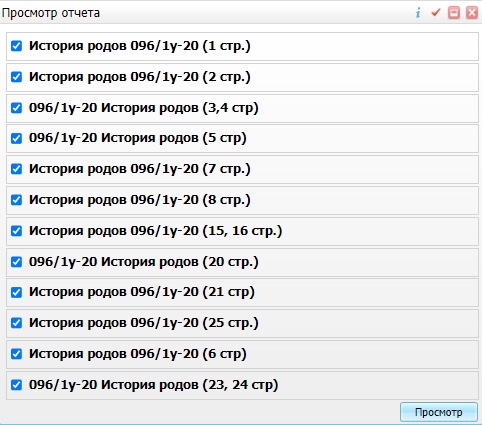 Просмотр отчета
История родов 096/1у-20 (1 стр.)
История родов 096/1у-20 (2 стр.)
096/1у-20 История родов (3,4 стр)
096/1у-20 История родов (5 стр)
История родов 096/1у-20 (7 стр.)
История родов 096/1у-20 (8 стр.)
История родов 096/1у-20 (15, 16 стр.)
096/1у-20 История родов (20 стр.)
096/1у-20 История родов (21 стр)
История родов 096/1у-20 (25 стр.)
История родов 096/1у-20 (6 стр)
096/1у-20 История родов (23, 24 стр)
Просмотр